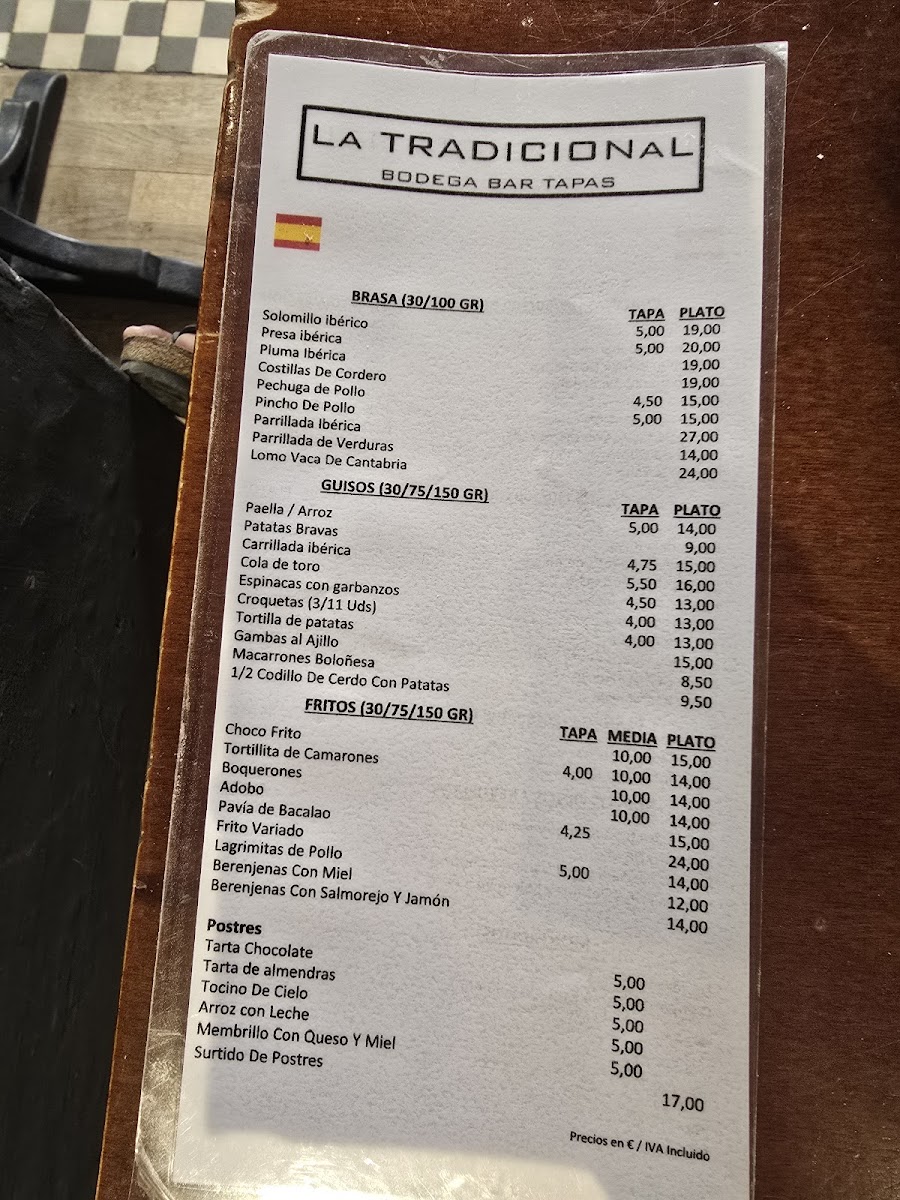 LA TRADICIONAL
BODEGA BAR TAPAS
BRASA (30/100 GR) TAPA PLATO
Solomillo ibérico 5,00 19,00
Presa ibérica 5,00 20,00
Pluma Ibérica 19,00
Costillas De Cordero 19,00
Pechuga de Pollo 4,50 15,00
Pincho De Pollo 5,00 15,00
Parrillada Ibérica 27,00
Parrillada de Verduras 14,00
Lomo Vaca De Cantabria 24,00
GUISOS (30/75/150 GR) TAPA PLATO
Paella / Arroz 5,00 14,00
Patatas Bravas 9,00
Carrillada ibérica 4,75 15,00
Cola de toro 5,50 16,00
Espinacas con garbanzos 4,50 13,00
Croquetas (3/11 Uds) 4,00 13,00
Tortilla de patatas 4,00 13,00
Gambas al Ajillo 15,00
Macarrones Boloñesa 8,50
1/2 Codillo De Cerdo Con Patatas 9,50
FRITOS (30/75/150 GR) TAPA MEDIA PLATO
Choco Frito 10,00 15,00
Tortillita de Camarones 4,00 10,00 14,00
Boquerones 10,00 14,00
Adobo 10,00 14,00
Pavía de Bacalao 4,25 15,00
Frito Variado 24,00
Lagrimitas de Pollo 5,00 14,00
Berenjenas Con Miel 12,00
Berenjenas Con Salmorejo Y Jamón 14,00
Postres
Tarta Chocolate 5,00
Tarta de almendras 5,00
Tocino De Cielo 5,00
Arroz con Leche 5,00
Membrillo Con Queso Y Miel 5,00
Surtido De Postres 17,00
Precios en € / IVA Incluido